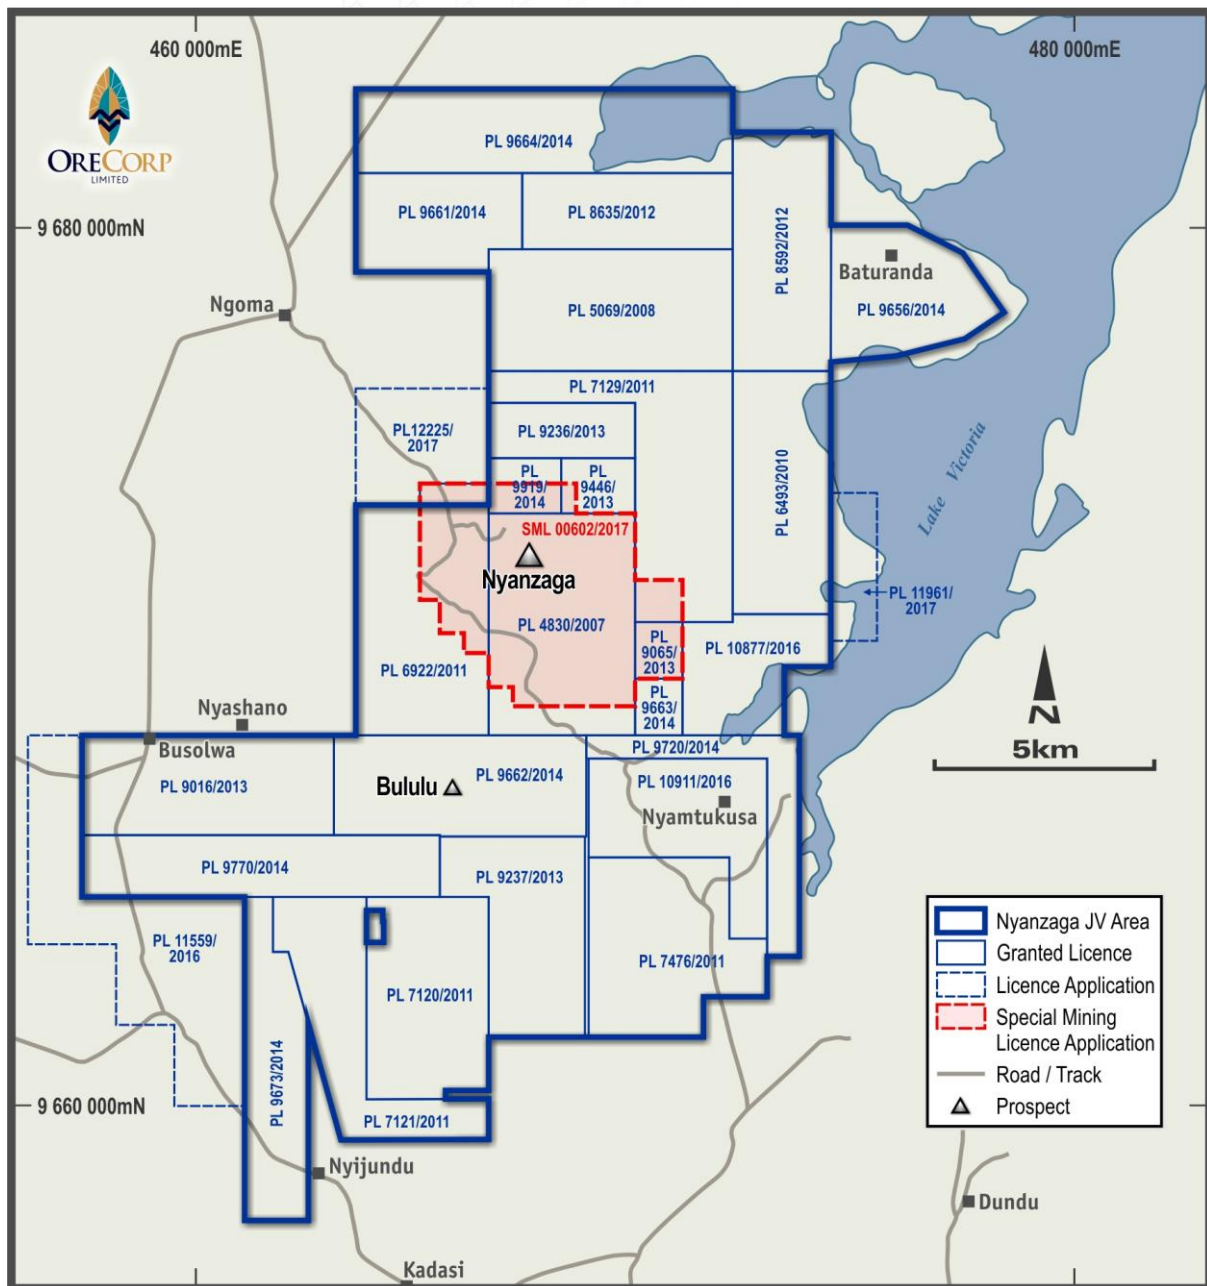 460 000mE
480 000mE
ORECORP
LIMITED
PL 9664/2014
PL 9661/2014
PL 8635/2012
PL 8592/2012
9 680 000mN
Baturanda
PL 9656/2014
Ngoma
PL 5069/2008
PL 7129/2011
PL12225/
2017
PL 9236/2013
PL
9919/
2014
PL
9446/
2013
PL 6493/2010
Lake Victoria
SML 00602/2017
Nyanzaga
PL 11961/
2017
PL 4830/2007
PL
9065/
2013
PL 10877/2016
PL 6922/2011
PL
9663/
2014
N
5km
Nyashano
Busolwa
PL 9720/2014
PL 9016/2013
PL 9662/2014
Bululu
PL 10911/2016
Nyamtukusa
PL 9770/2014
PL 9237/2013
PL 11559/
2016
PL 7476/2011
PL 7120/2011
Nyanzaga JV Area
Granted Licence
Licence Application
Special Mining
Licence Application
Road / Track
Prospect
PL 9673/2014
9 660 000mN
PL 7121/2011
Nyijundu
Dundu
Kadasi